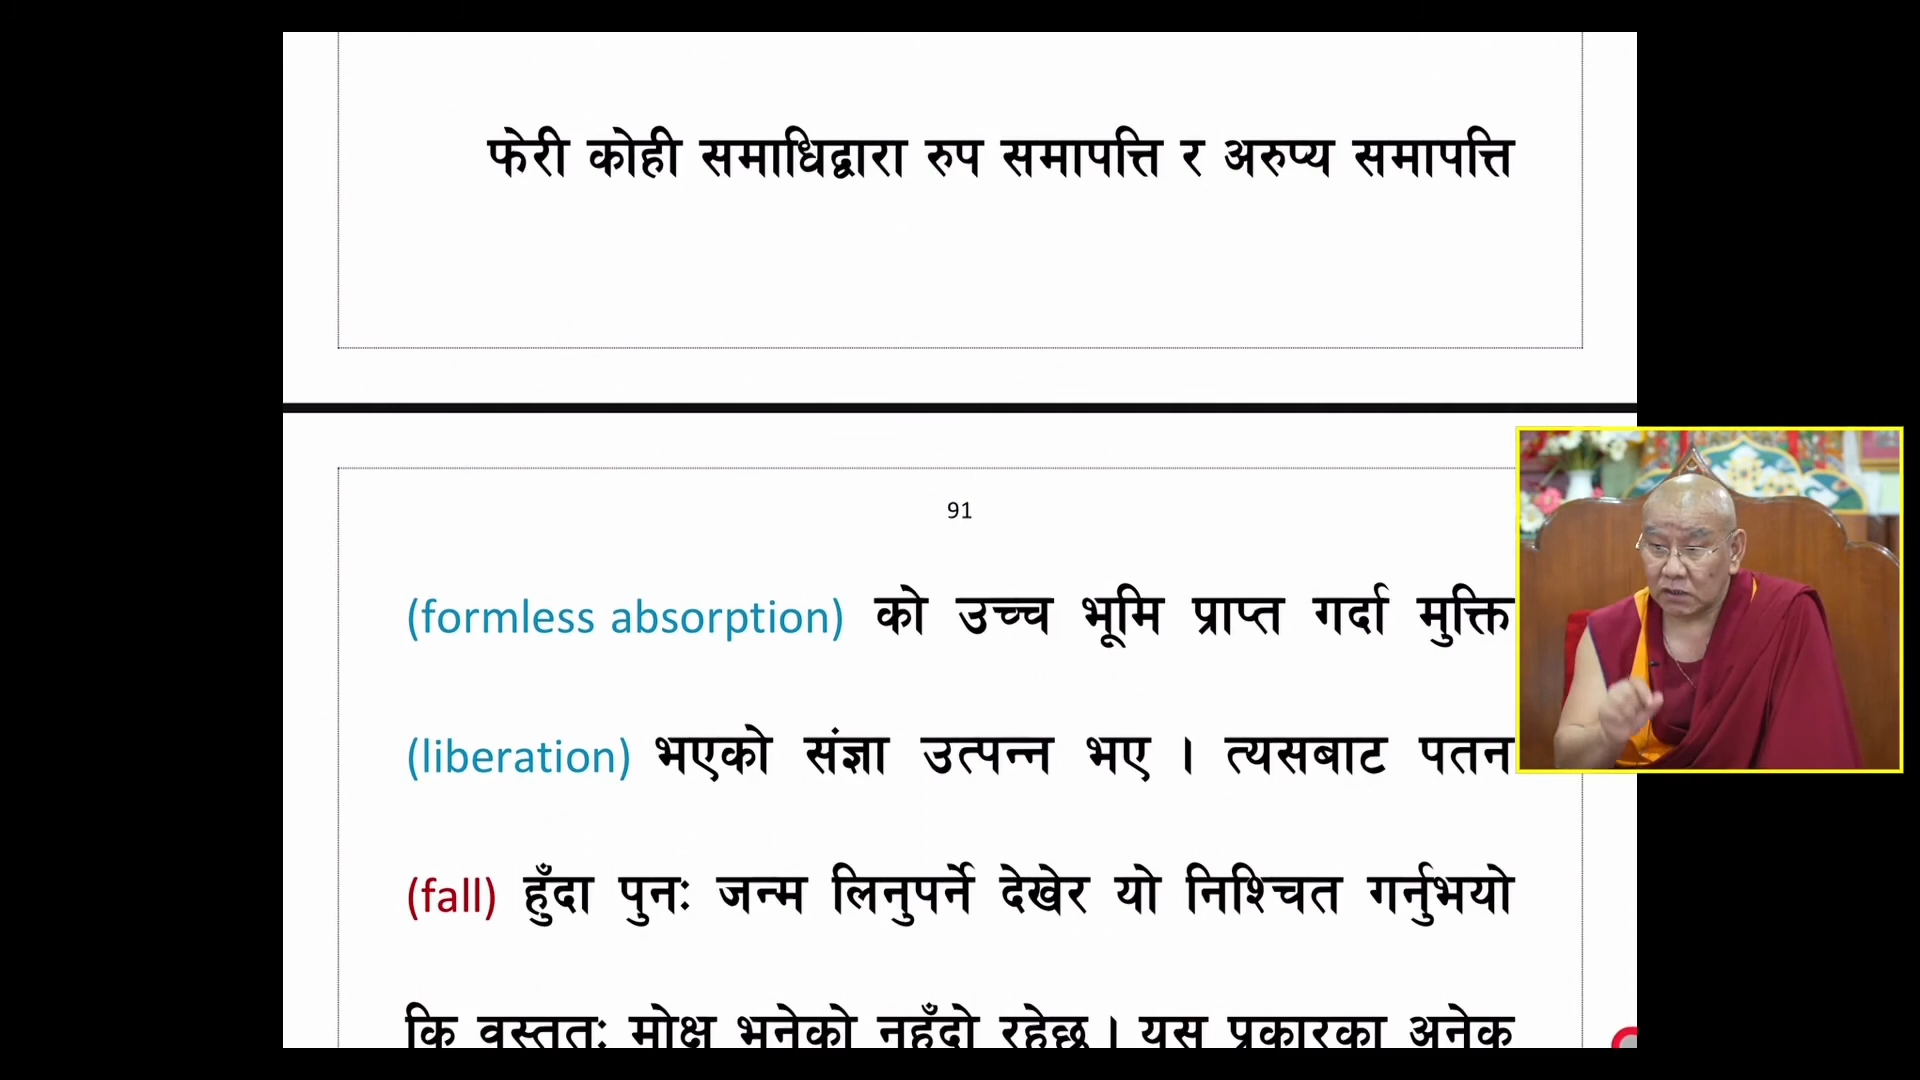 फेरी कोही समाधिद्वारा रुप समापत्ति र अरुप्य समापत्ति
91
(formless absorption) को उच्च भूमि प्राप्त गर्दा मुक्ति
(liberation) भएको संज्ञा उत्पन्न भए । त्यसबाट पतन
(fall) हुँदा पुनः जन्म लिनुपर्ने देखेर यो निश्चित गर्नुभयो
कि वस्तुतः मोक्ष भनेको नहुँदो रहेछ । यस प्रकारका अनेक